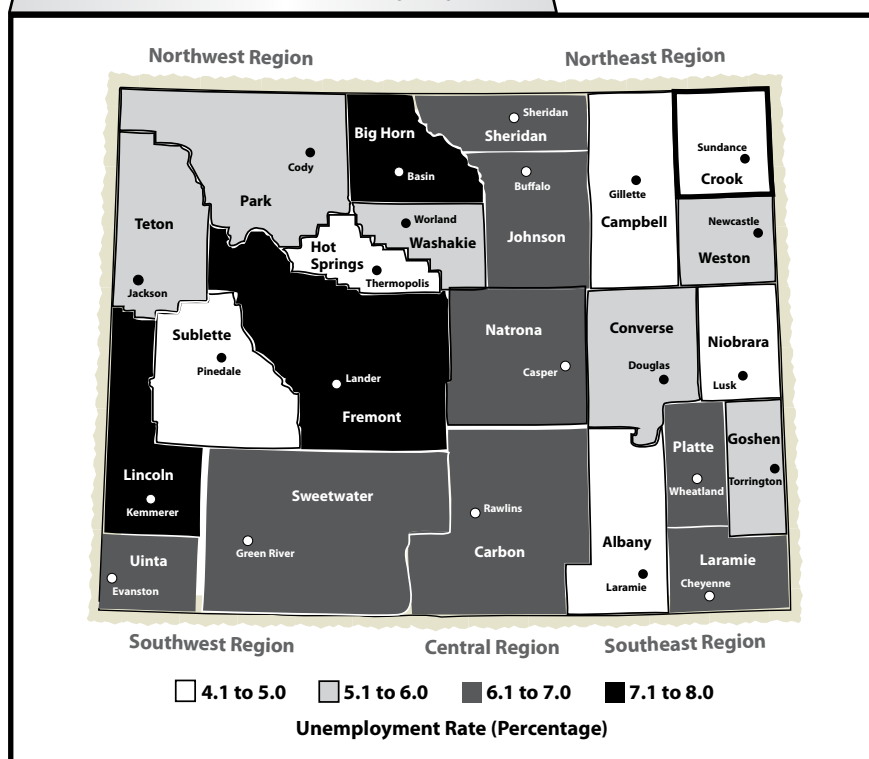 Northwest Region
Northeast Region
Big Horn
Basin
Sheridan
Sheridan
Buffalo
Johnson
Gillette
Campbell
Sundance
Crook
Newcastle
Weston
Cody
Park
Teton
Jackson
Worland
Washakie
Hot
Springs
Thermopolis
Sublette
Pinedale
Lander
Fremont
Natrona
Casper
Converse
Douglas
Niobrara
Lusk
Lincoln
Kemmerer
Uinta
Evanston
Sweetwater
Green River
Rawlins
Carbon
Albany
Laramie
Platte
Wheatland
Goshen
Torrington
Laramie
Cheyenne
Southwest Region
Central Region
Southeast Region
4.1 to 5.0 5.1 to 6.0 6.1 to 7.0 7.1 to 8.0
Unemployment Rate (Percentage)